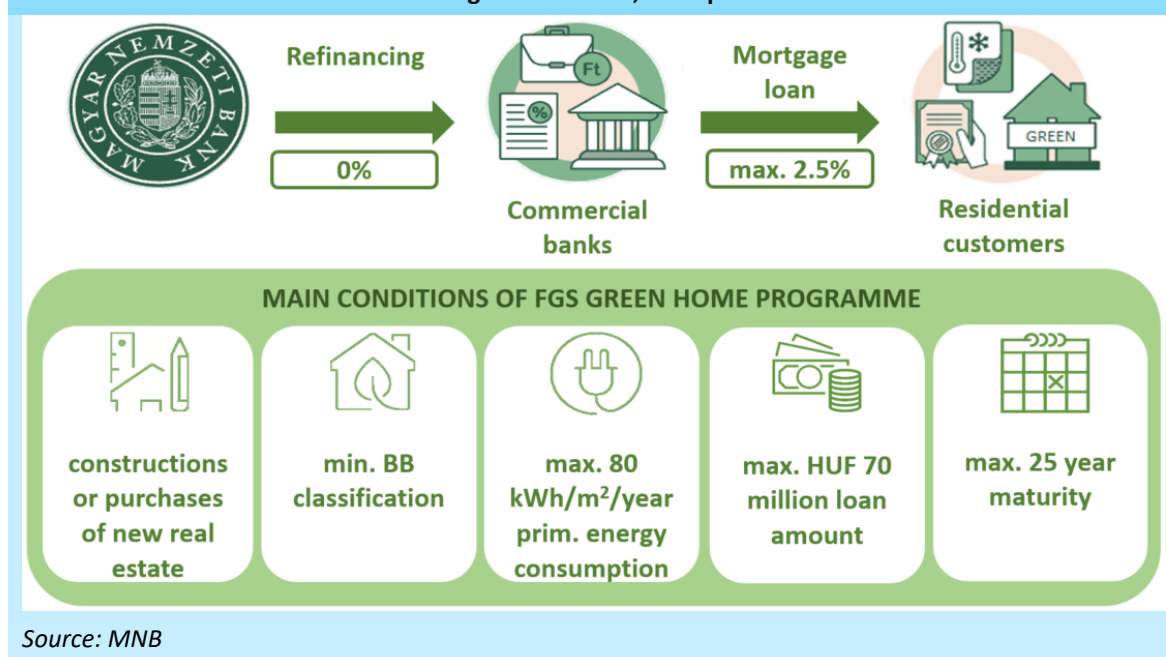 MAGYAR NEMZETI BANK
Refinancing
0%
Ft
%
Commercial
banks
Mortgage
loan
max. 2.5%
GREEN
Residential
customers
MAIN CONDITIONS OF FGS GREEN HOME PROGRAMME
constructions
or purchases
of new real
estate
min. BB
classification
max. 80
kWh/m²/year
prim. energy
consumption
max. HUF 70
million loan
amount
max. 25 year
maturity
Source: MNB